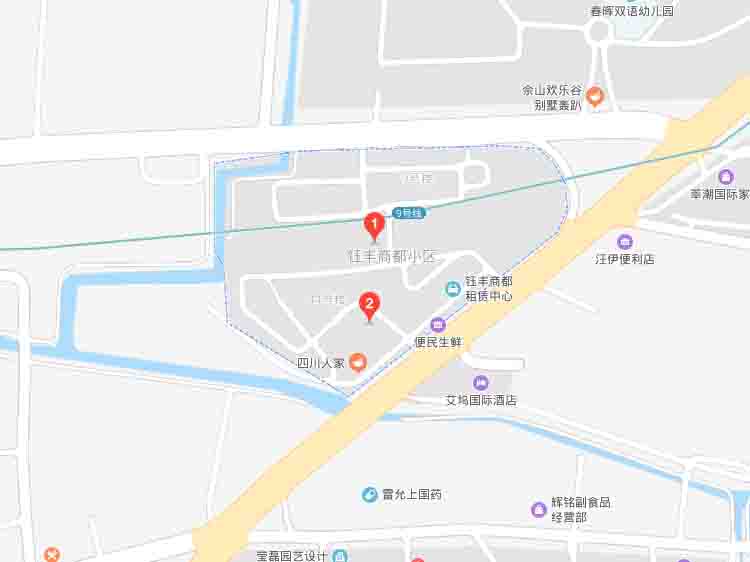 春晖双语幼儿园
佘山欢乐谷
别墅轰趴
莘潮国际家
9号线
1
钰丰商都小区
汪伊便利店
钰丰商都
租赁中心
2
便民生鲜
四川人家
艾坞国际酒店
雷允上国药
辉铭副食品
经营部
宝磊园艺设计